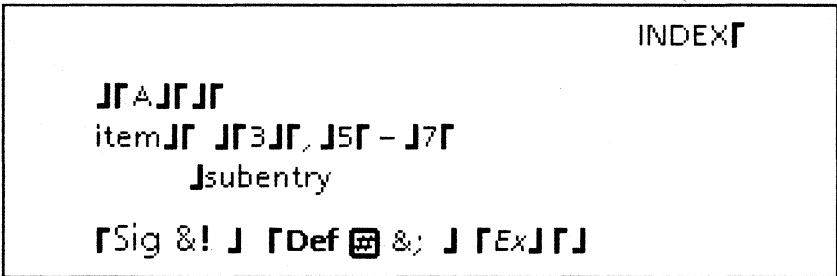 INDEX⌈
⌋⌈A⌋⌈⌋⌈
item⌋⌈ ⌋⌈3⌋⌈, ⌋5⌈ – ⌋7⌈
⌋subentry
⌈Sig &! ⌋ ⌈Def # &; ⌋ ⌈Ex⌋ ⌈⌋